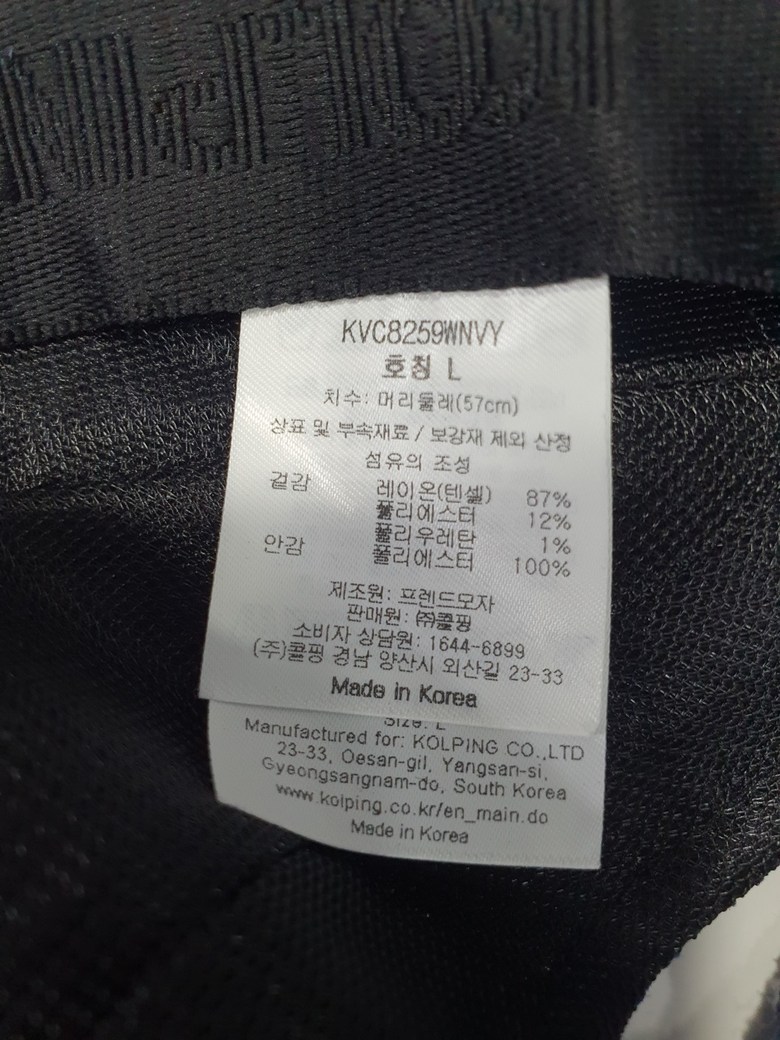 KVC8259WNVY
호칭 L
치수: 머리둘레(57cm)
상표 및 부속재료 / 보강재 제외 산정
섬유의 조성
겉감 레이온(텐셀) 87%
폴리에스터 12%
폴리우레탄 1%
안감 폴리에스터 100%
제조원: 프렌드모자
판매원: ㈜콜핑
소비자 상담원: 1644-6899
(주)콜핑 경남 양산시 외산길 23-33
Made in Korea
Size: L
Manufactured for: KOLPING CO.,LTD
23-33, Oesan-gil, Yangsan-si,
Gyeongsangnam-do, South Korea
www.kolping.co.kr/en_main.do
Made in Korea